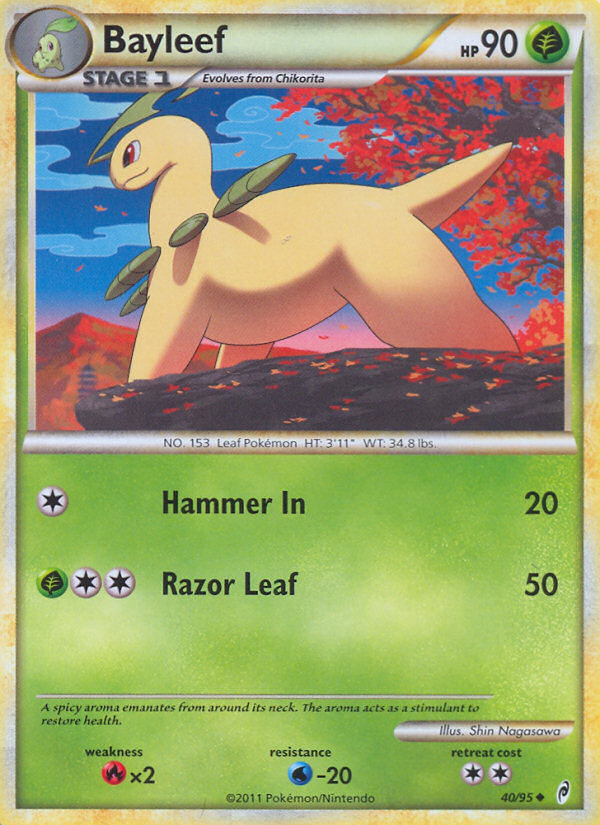 Bayleef
HP 90
STAGE 1
Evolves from Chikorita
NO. 153 Leaf Pokémon HT: 3'11" WT: 34.8 lbs.
Hammer In 20
Razor Leaf 50
A spicy aroma emanates from around its neck. The aroma acts as a stimulant to
restore health.
Illus. Shin Nagasawa
weakness resistance retreat cost
×2 -20
©2011 Pokémon/Nintendo 40/95